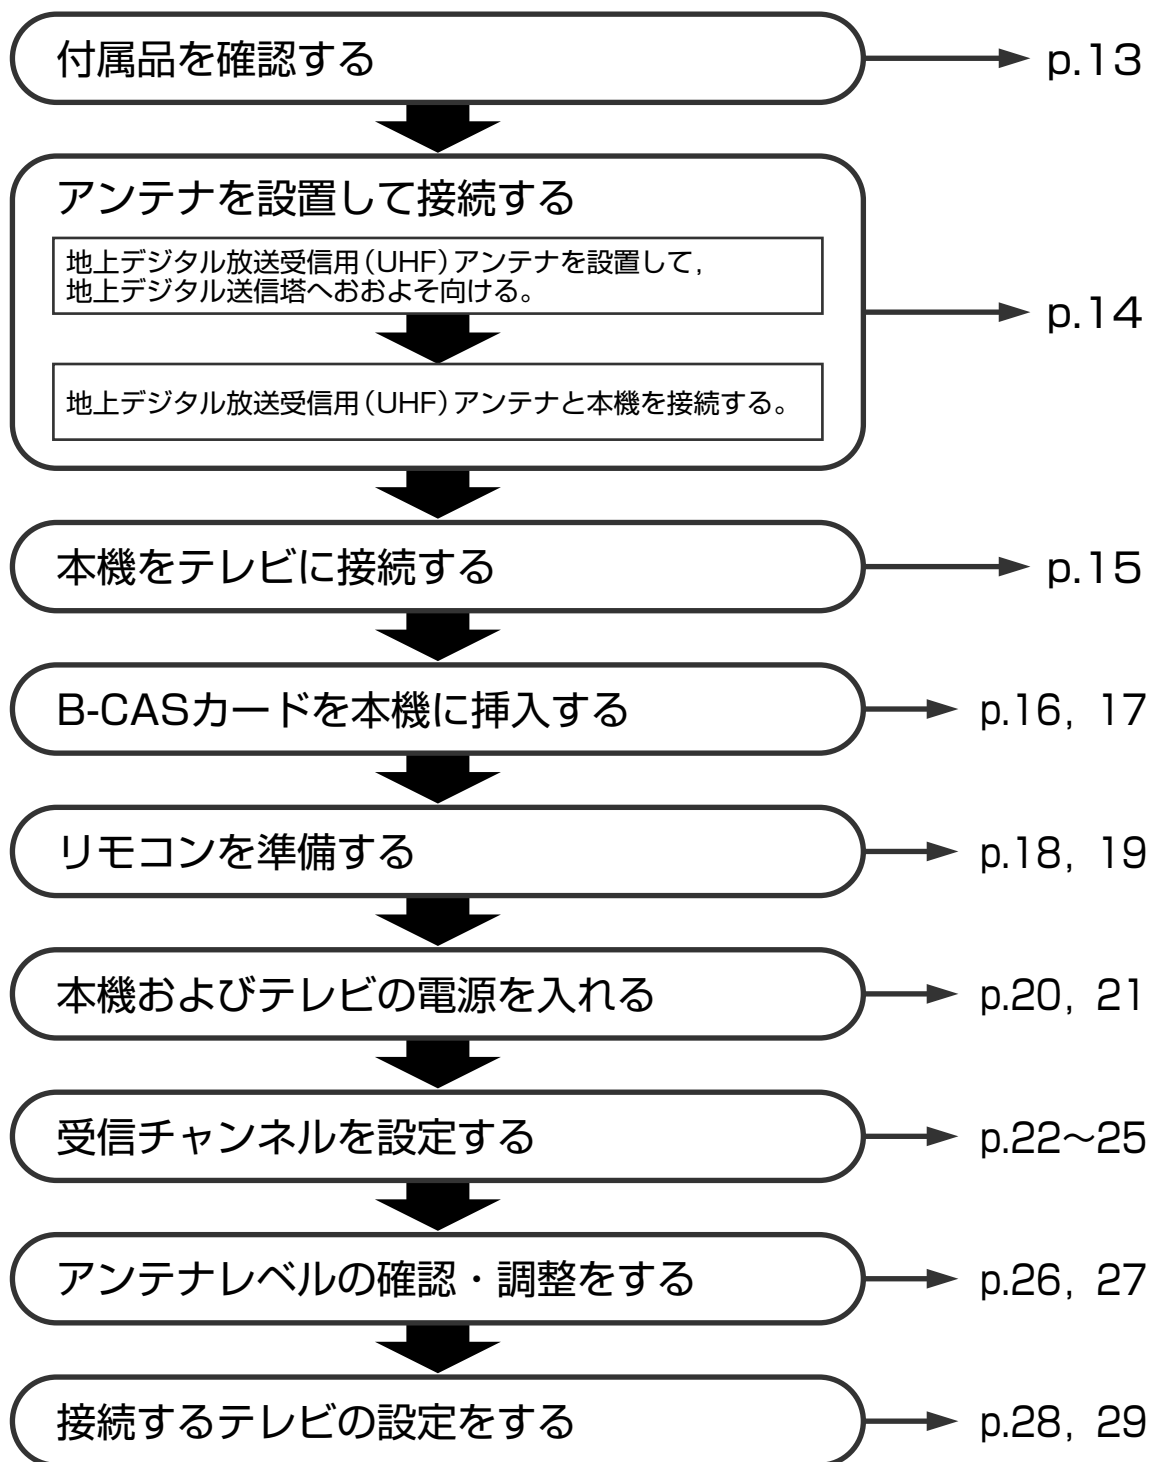 付属品を確認する
p.13
アンテナを設置して接続する
地上デジタル放送受信用(UHF)アンテナを設置して,
地上デジタル送信塔へおおよそ向ける。
p.14
地上デジタル放送受信用(UHF)アンテナと本機を接続する。
本機をテレビに接続する
p.15
B-CASカードを本機に挿入する
p.16, 17
リモコンを準備する
p.18, 19
本機およびテレビの電源を入れる
p.20, 21
受信チャンネルを設定する
p.22〜25
アンテナレベルの確認・調整をする
p.26, 27
接続するテレビの設定をする
p.28, 29